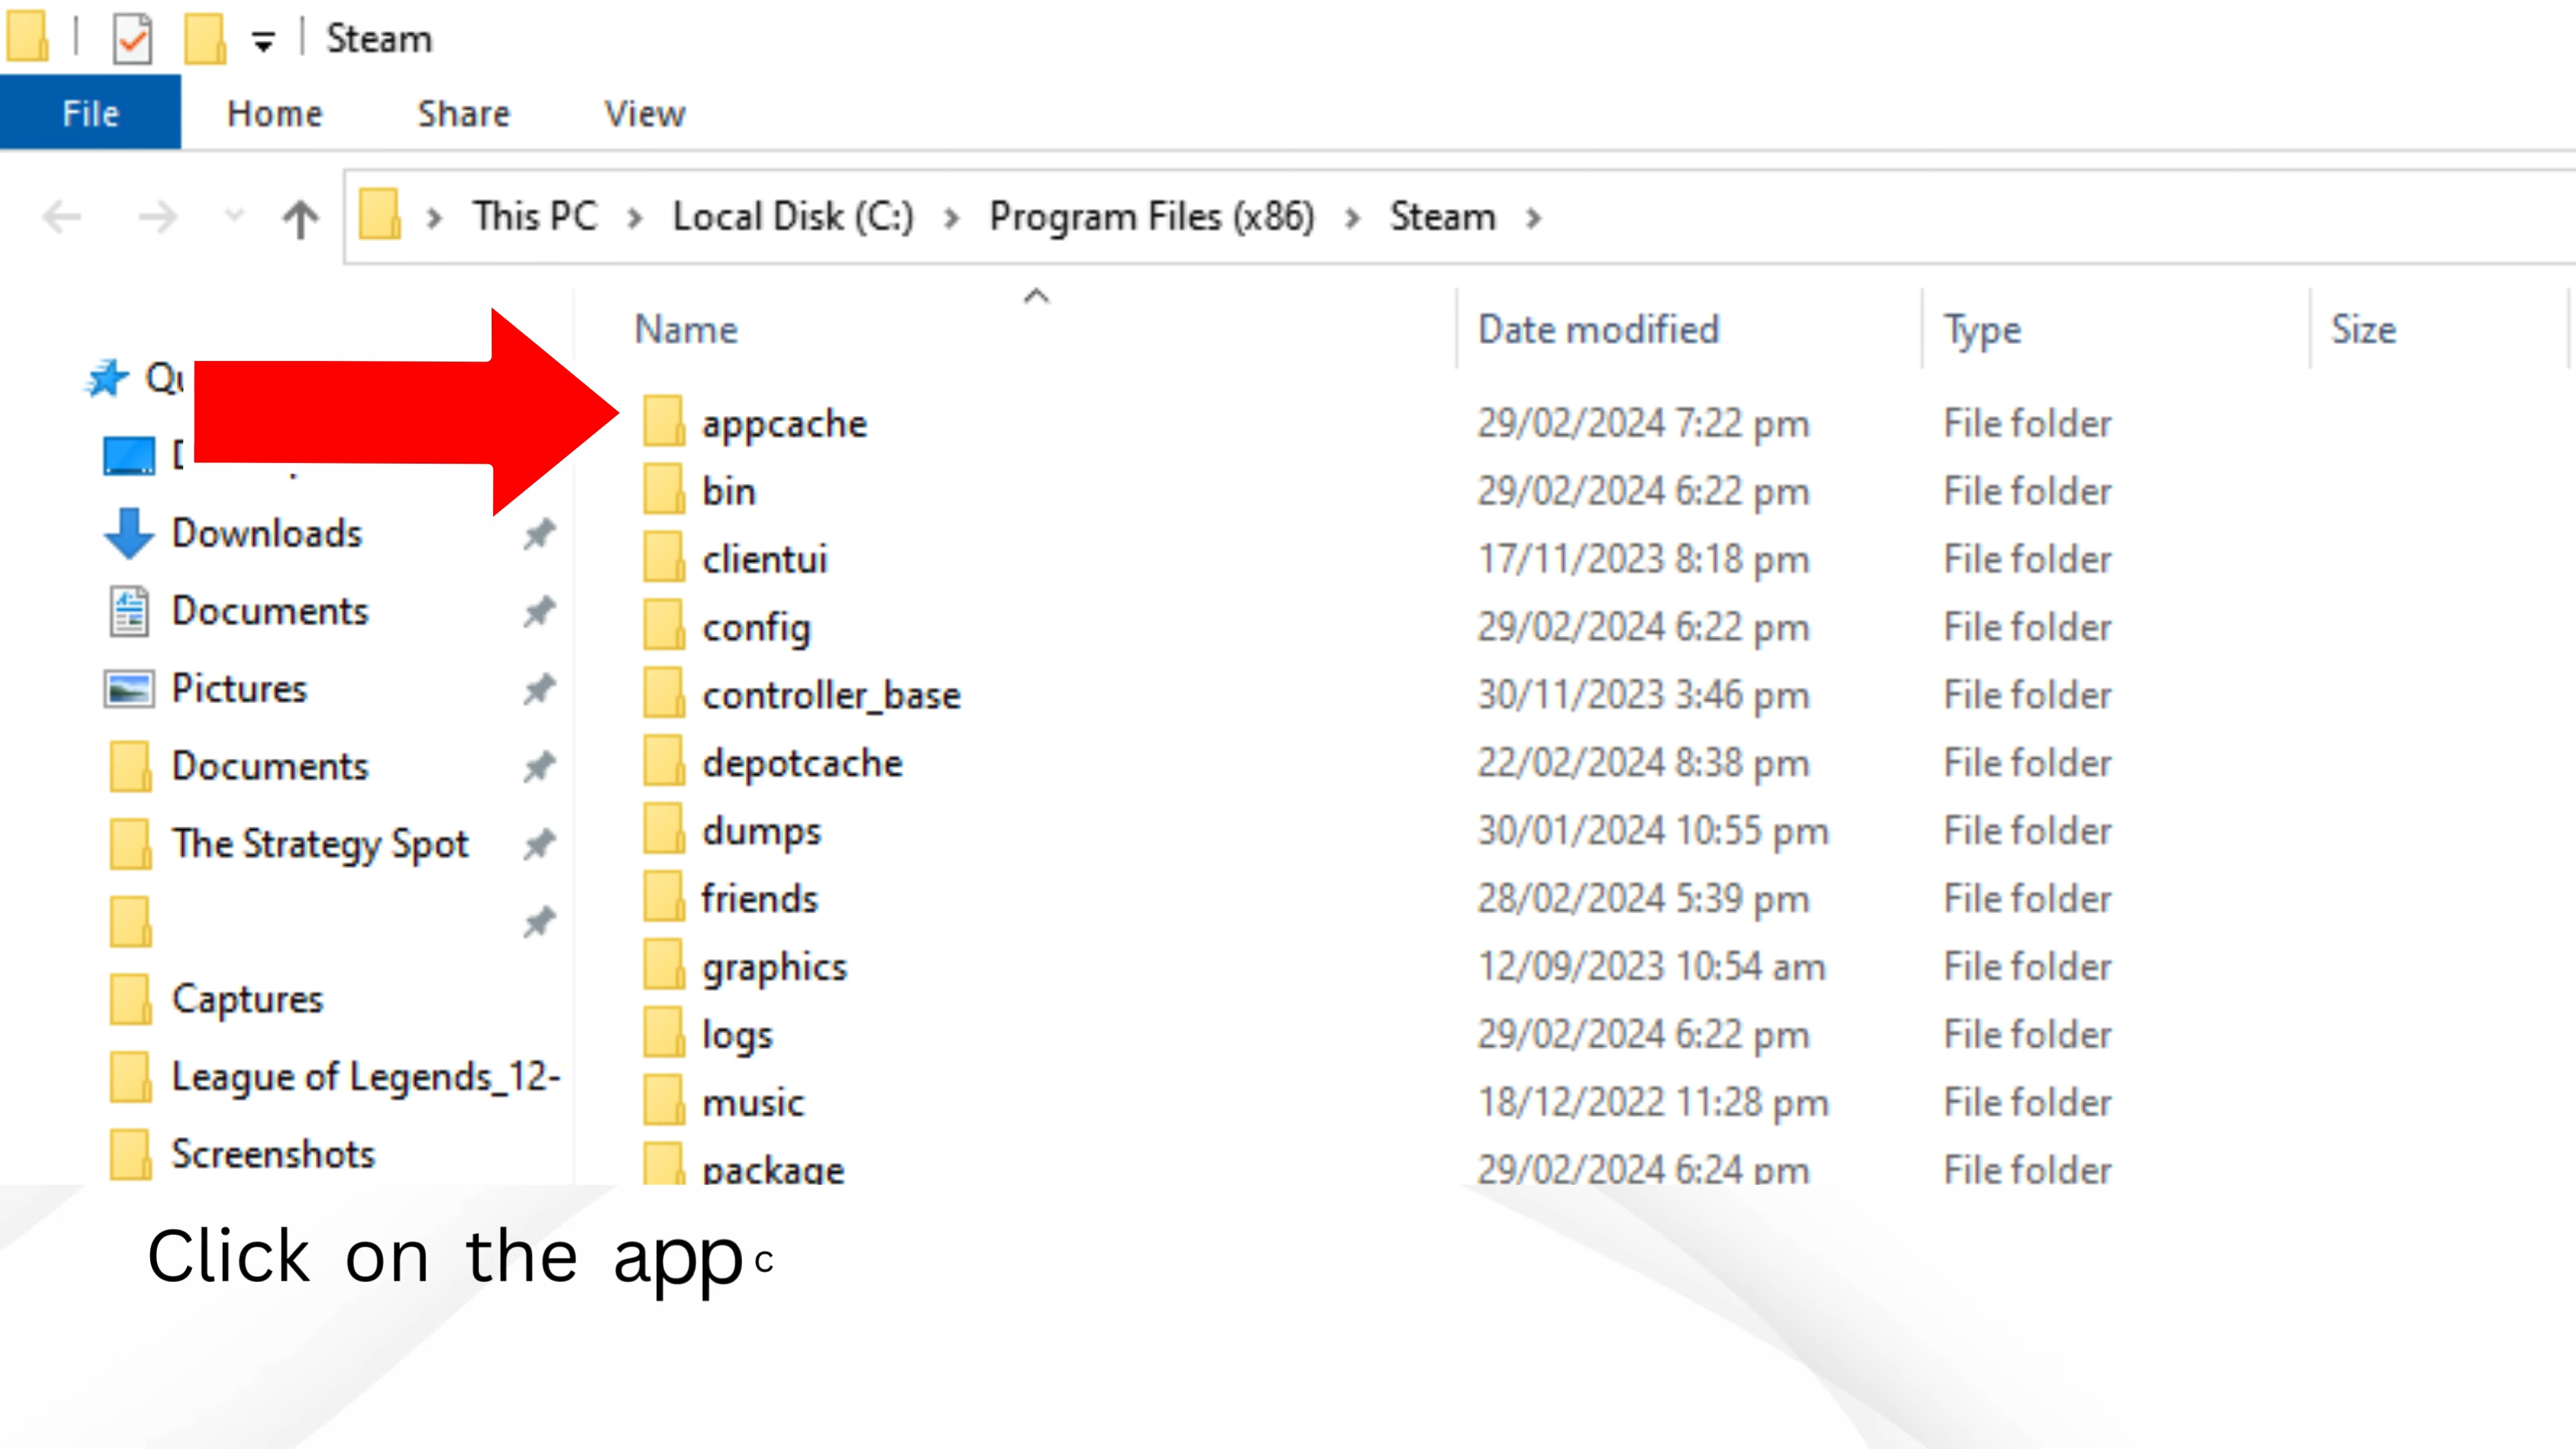 Steam
File Home Share View
This PC › Local Disk (C:) › Program Files (x86) › Steam ›
Name Date modified Type Size
appcache 29/02/2024 7:22 pm File folder
bin 29/02/2024 6:22 pm File folder
Downloads
clientui 17/11/2023 8:18 pm File folder
Documents
config 29/02/2024 6:22 pm File folder
Pictures
controller_base 30/11/2023 3:46 pm File folder
Documents
depotcache 22/02/2024 8:38 pm File folder
The Strategy Spot
dumps 30/01/2024 10:55 pm File folder
friends 28/02/2024 5:39 pm File folder
graphics 12/09/2023 10:54 am File folder
Captures
logs 29/02/2024 6:22 pm File folder
League of Legends_12-
music 18/12/2022 11:28 pm File folder
Screenshots
package 29/02/2024 6:24 pm File folder
Click on the appc